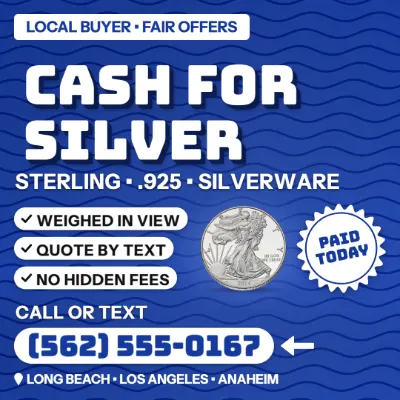 LOCAL BUYER • FAIR OFFERS
CASH FOR
SILVER
STERLING • .925 • SILVERWARE
WEIGHED IN VIEW
QUOTE BY TEXT
NO HIDDEN FEES
PAID
TODAY
CALL OR TEXT
(562) 555-0167
LONG BEACH • LOS ANGELES • ANAHEIM